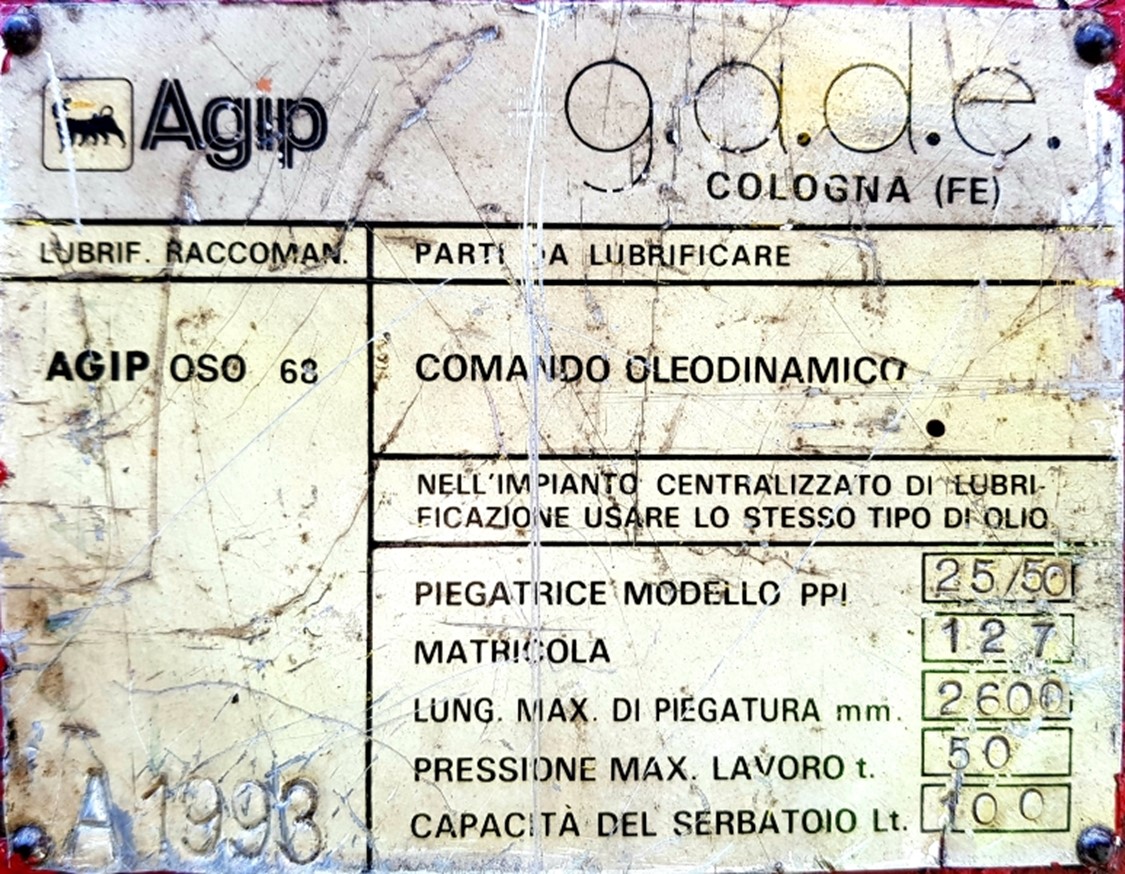 Agip
g.a.d.e.
COLOGNA (FE)
LUBRIF. RACCOMAN.
PARTI DA LUBRIFICARE
AGIP OSO 68
COMANDO OLEODINAMICO
NELL'IMPIANTO CENTRALIZZATO DI LUBRI-
FICAZIONE USARE LO STESSO TIPO DI OLIO
PIEGATRICE MODELLO PPI 25/50
MATRICOLA 127
LUNG. MAX. DI PIEGATURA mm. 2600
PRESSIONE MAX. LAVORO t. 50
CAPACITÀ DEL SERBATOIO Lt. 100
A 1993